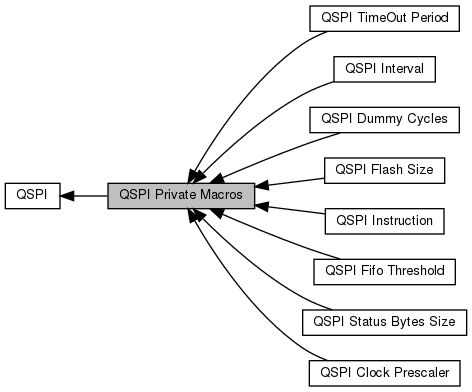 QSPI TimeOut Period
QSPI Interval
QSPI Dummy Cycles
QSPI Flash Size
QSPI
QSPI Private Macros
QSPI Instruction
QSPI Fifo Threshold
QSPI Status Bytes Size
QSPI Clock Prescaler